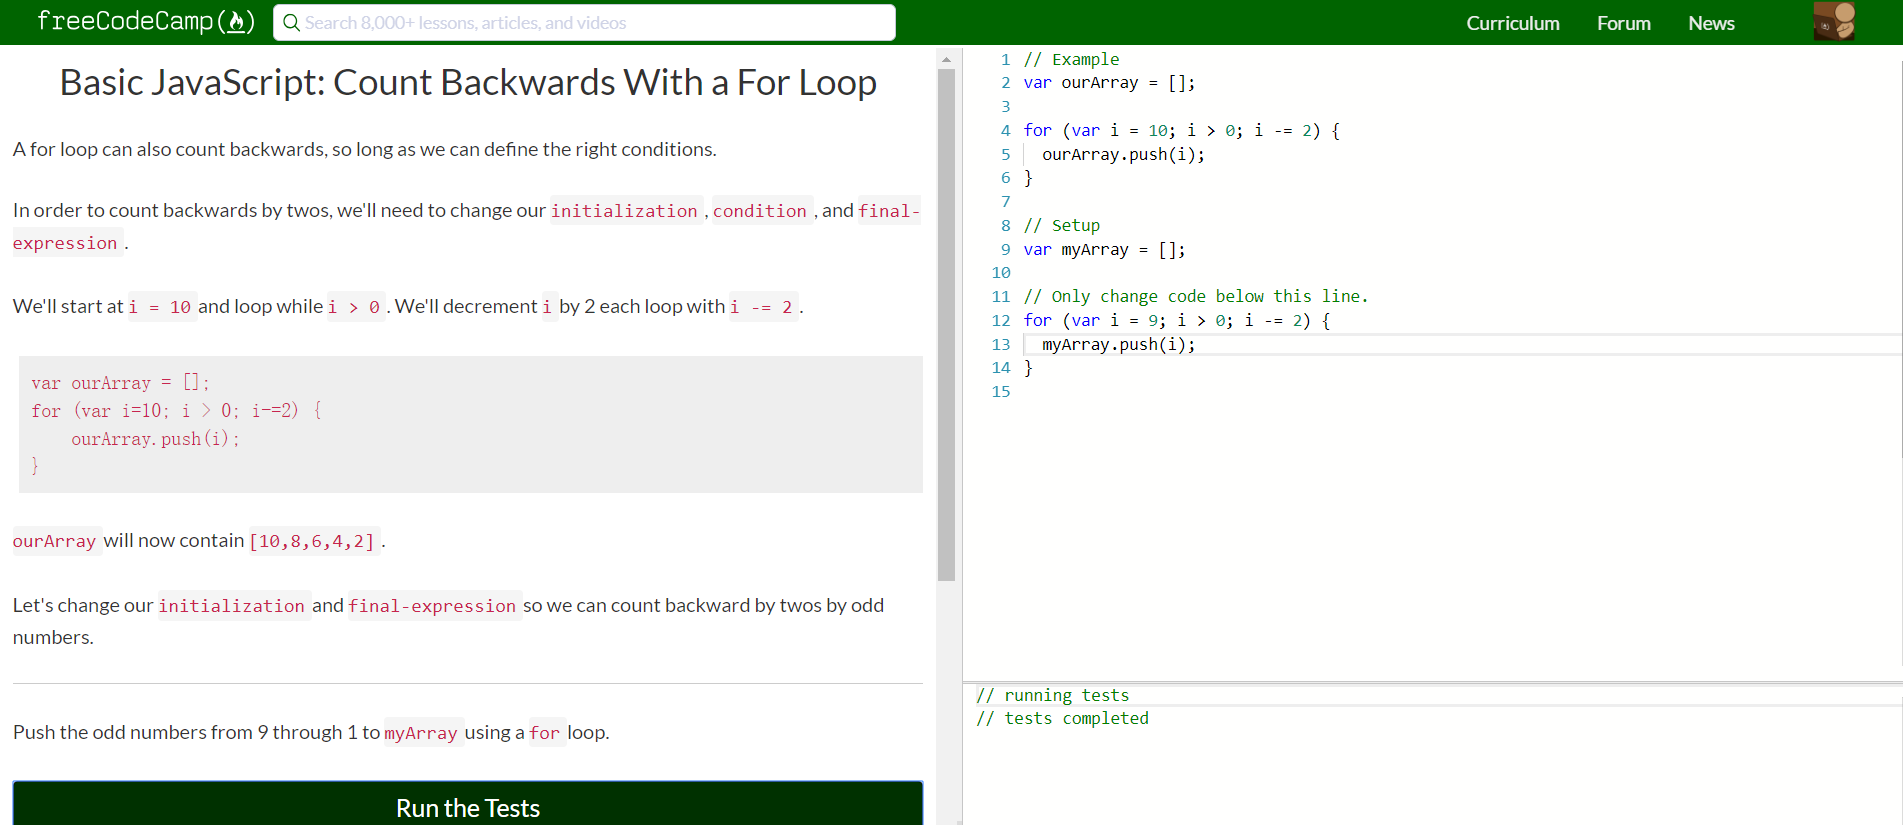 freeCodeCamp
Search 8,000+ lessons, articles, and videos
Curriculum
Forum
News
Basic JavaScript: Count Backwards With a For Loop
A for loop can also count backwards, so long as we can define the right conditions.
In order to count backwards by twos, we'll need to change our initialization , condition , and final-
expression .
We'll start at i = 10 and loop while i > 0 . We'll decrement i by 2 each loop with i -= 2 .
var ourArray = [];
for (var i=10; i > 0; i-=2) {
    ourArray.push(i);
}
ourArray will now contain [10,8,6,4,2] .
Let's change our initialization and final-expression so we can count backward by twos by odd
numbers.
Push the odd numbers from 9 through 1 to myArray using a for loop.
Run the Tests
1 // Example
2 var ourArray = [];
3
4 for (var i = 10; i > 0; i -= 2) {
5   ourArray.push(i);
6 }
7
8 // Setup
9 var myArray = [];
10
11 // Only change code below this line.
12 for (var i = 9; i > 0; i -= 2) {
13   myArray.push(i);
14 }
15
// running tests
// tests completed